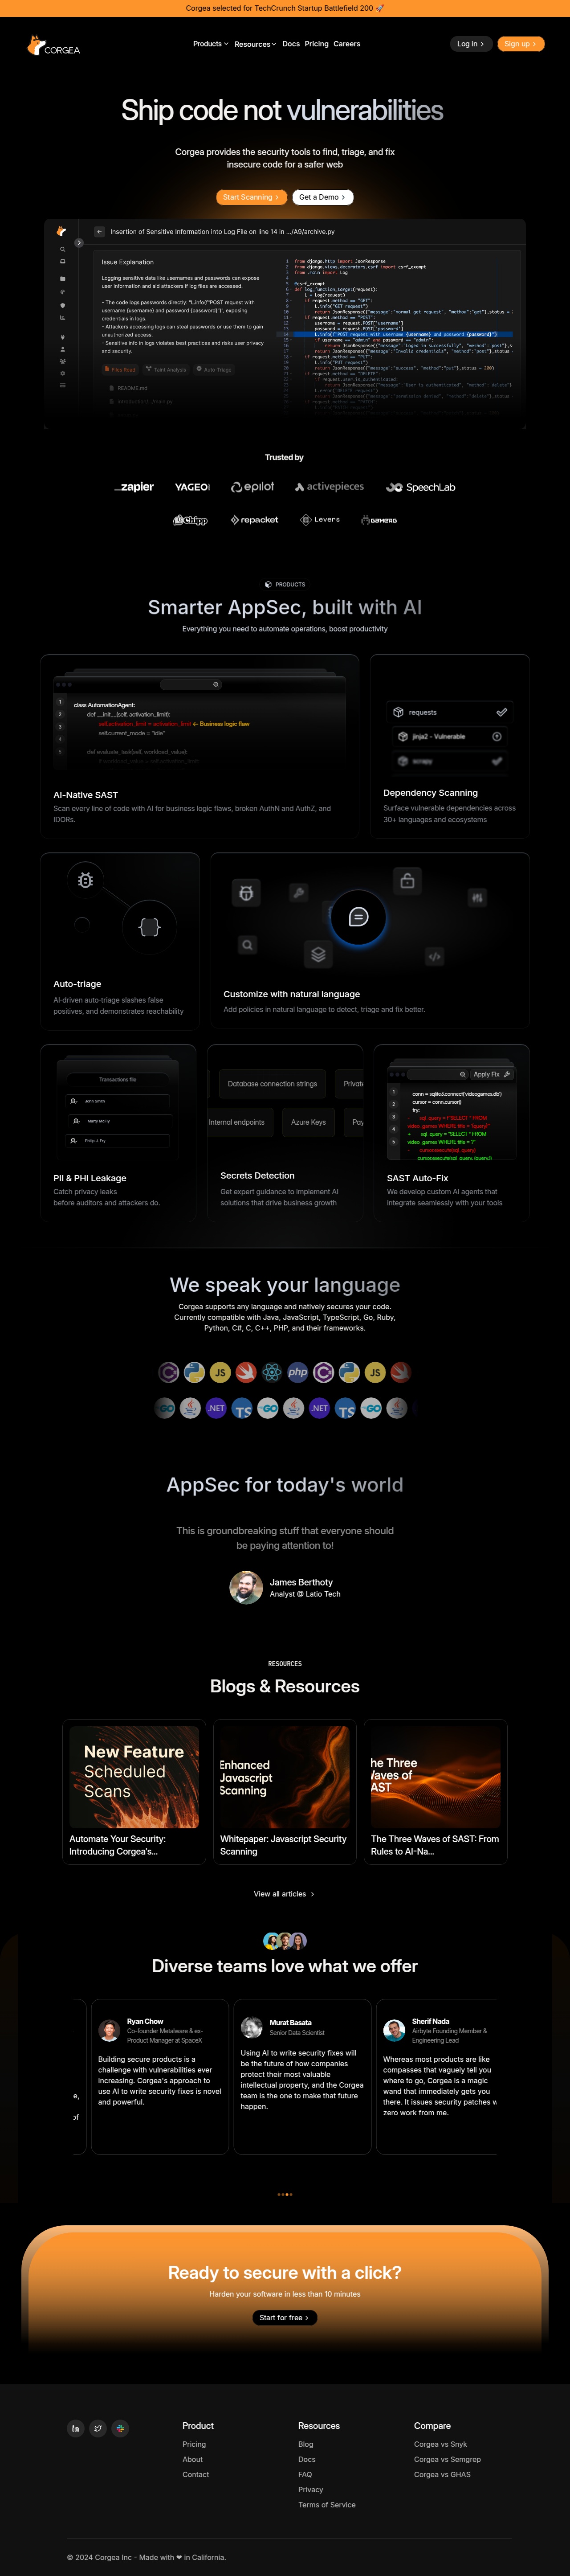 Corgea selected for TechCrunch Startup Battlefield 200 🚀
CORGEA
Products
Resources
Docs
Pricing
Careers
Log in
Sign up
Ship code not vulnerabilities
Corgea provides the security tools to find, triage, and fix
insecure code for a safer web
Start Scanning
Get a Demo
Insertion of Sensitive Information into Log File on line 14 in .../A9/archive.py
Issue Explanation
Logging sensitive data like usernames and passwords can expose
user information and aid attackers if log files are accessed.
- The code logs passwords directly: "L.info(f"POST request with
username {username} and password {password}")", exposing
credentials in logs.
- Attackers accessing logs can steal passwords or use them to gain
unauthorized access.
- Sensitive info in logs violates best practices and risks user privacy
and security.
Files Read
Taint Analysis
Auto-Triage
README.md
Trusted by
zapier
YAGEO
epilot
activepieces
SpeechLab
Chipp
repacket
Levers
GAMERG
PRODUCTS
Smarter AppSec, built with AI
Everything you need to automate operations, boost productivity
1
2
3
4
5
class AutomationAgent:
def __init__(self, activation_limit):
self.activation_limit = activation_limit <- Business logic flaw
self.current_mode = "Idle"
def evaluate_task(self, workload_value):
AI-Native SAST
Scan every line of code with AI for business logic flaws, broken AuthN and AuthZ, and
IDORs.
requests
jinja2 - Vulnerable
scrapy
Dependency Scanning
Surface vulnerable dependencies across
30+ languages and ecosystems
Auto-triage
AI-driven auto-triage slashes false
positives, and demonstrates reachability
Customize with natural language
Add policies in natural language to detect, triage and fix better.
Transactions file
John Smith
Marty McFly
Philip J. Fry
PII & PHI Leakage
Catch privacy leaks
before auditors and attackers do.
Database connection strings
Private
Internal endpoints
Azure Keys
Pay
Secrets Detection
Get expert guidance to implement AI
solutions that drive business growth
Apply Fix
1
2
3
4
5
conn = sqlite3.connect('videogames.db')
cursor = conn.cursor()
try:
- sql_query = f"SELECT * FROM
video_games WHERE title = '{query}'"
+ sql_query = "SELECT * FROM
video_games WHERE title = ?"
- cursor.execute(sql_query)
SAST Auto-Fix
We develop custom AI agents that
integrate seamlessly with your tools
We speak your language
Corgea supports any language and natively secures your code.
Currently compatible with Java, JavaScript, TypeScript, Go, Ruby,
Python, C#, C, C++, PHP, and their frameworks.
JS
php
JS
GO
.NET
TS
GO
.NET
TS
GO
AppSec for today's world
This is groundbreaking stuff that everyone should
be paying attention to!
James Berthoty
Analyst @ Latio Tech
RESOURCES
Blogs & Resources
New Feature
Scheduled
Scans
Automate Your Security:
Introducing Corgea's...
Enhanced
Javascript
Scanning
Whitepaper: Javascript Security
Scanning
he Three
Waves of
AST
The Three Waves of SAST: From
Rules to AI-Na...
View all articles
Diverse teams love what we offer
e,
of
Ryan Chow
Co-founder Metalware & ex-
Product Manager at SpaceX
Building secure products is a
challenge with vulnerabilities ever
increasing. Corgea's approach to
use AI to write security fixes is novel
and powerful.
Murat Basata
Senior Data Scientist
Using AI to write security fixes will
be the future of how companies
protect their most valuable
intellectual property, and the Corgea
team is the one to make that future
happen.
Sherif Nada
Airbyte Founding Member &
Engineering Lead
Whereas most products are like
compasses that vaguely tell you
where to go, Corgea is a magic
wand that immediately gets you
there. It issues security patches w
zero work from me.
Ready to secure with a click?
Harden your software in less than 10 minutes
Start for free
Product
Pricing
About
Contact
Resources
Blog
Docs
FAQ
Privacy
Terms of Service
Compare
Corgea vs Snyk
Corgea vs Semgrep
Corgea vs GHAS
© 2024 Corgea Inc - Made with ❤ in California.